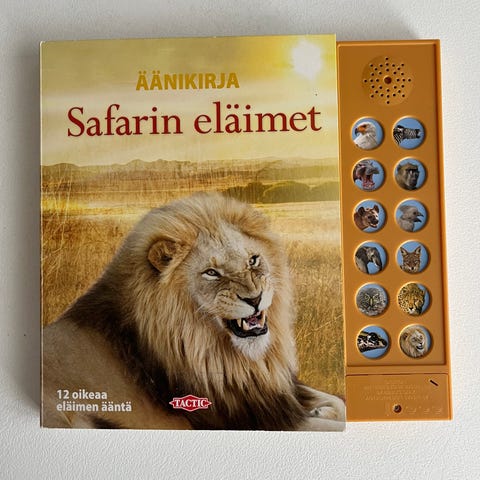 ÄÄNIKIRJA
Safarin eläimet
12 oikeaa
eläimen ääntä
TACTIC